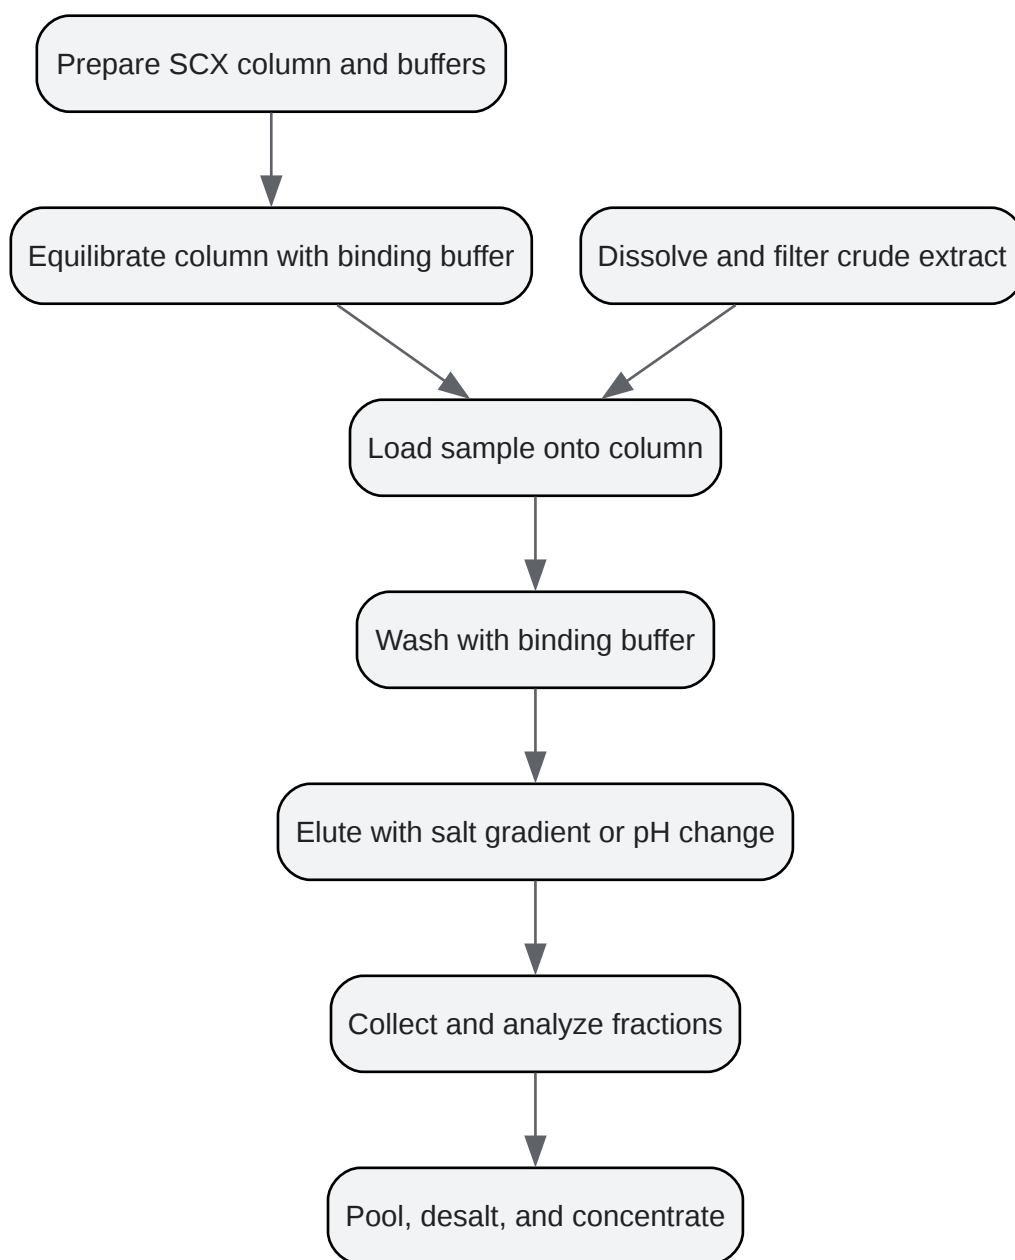 Prepare SCX column and buffers
Equilibrate column with binding buffer
Dissolve and filter crude extract
Load sample onto column
Wash with binding buffer
Elute with salt gradient or pH change
Collect and analyze fractions
Pool, desalt, and concentrate